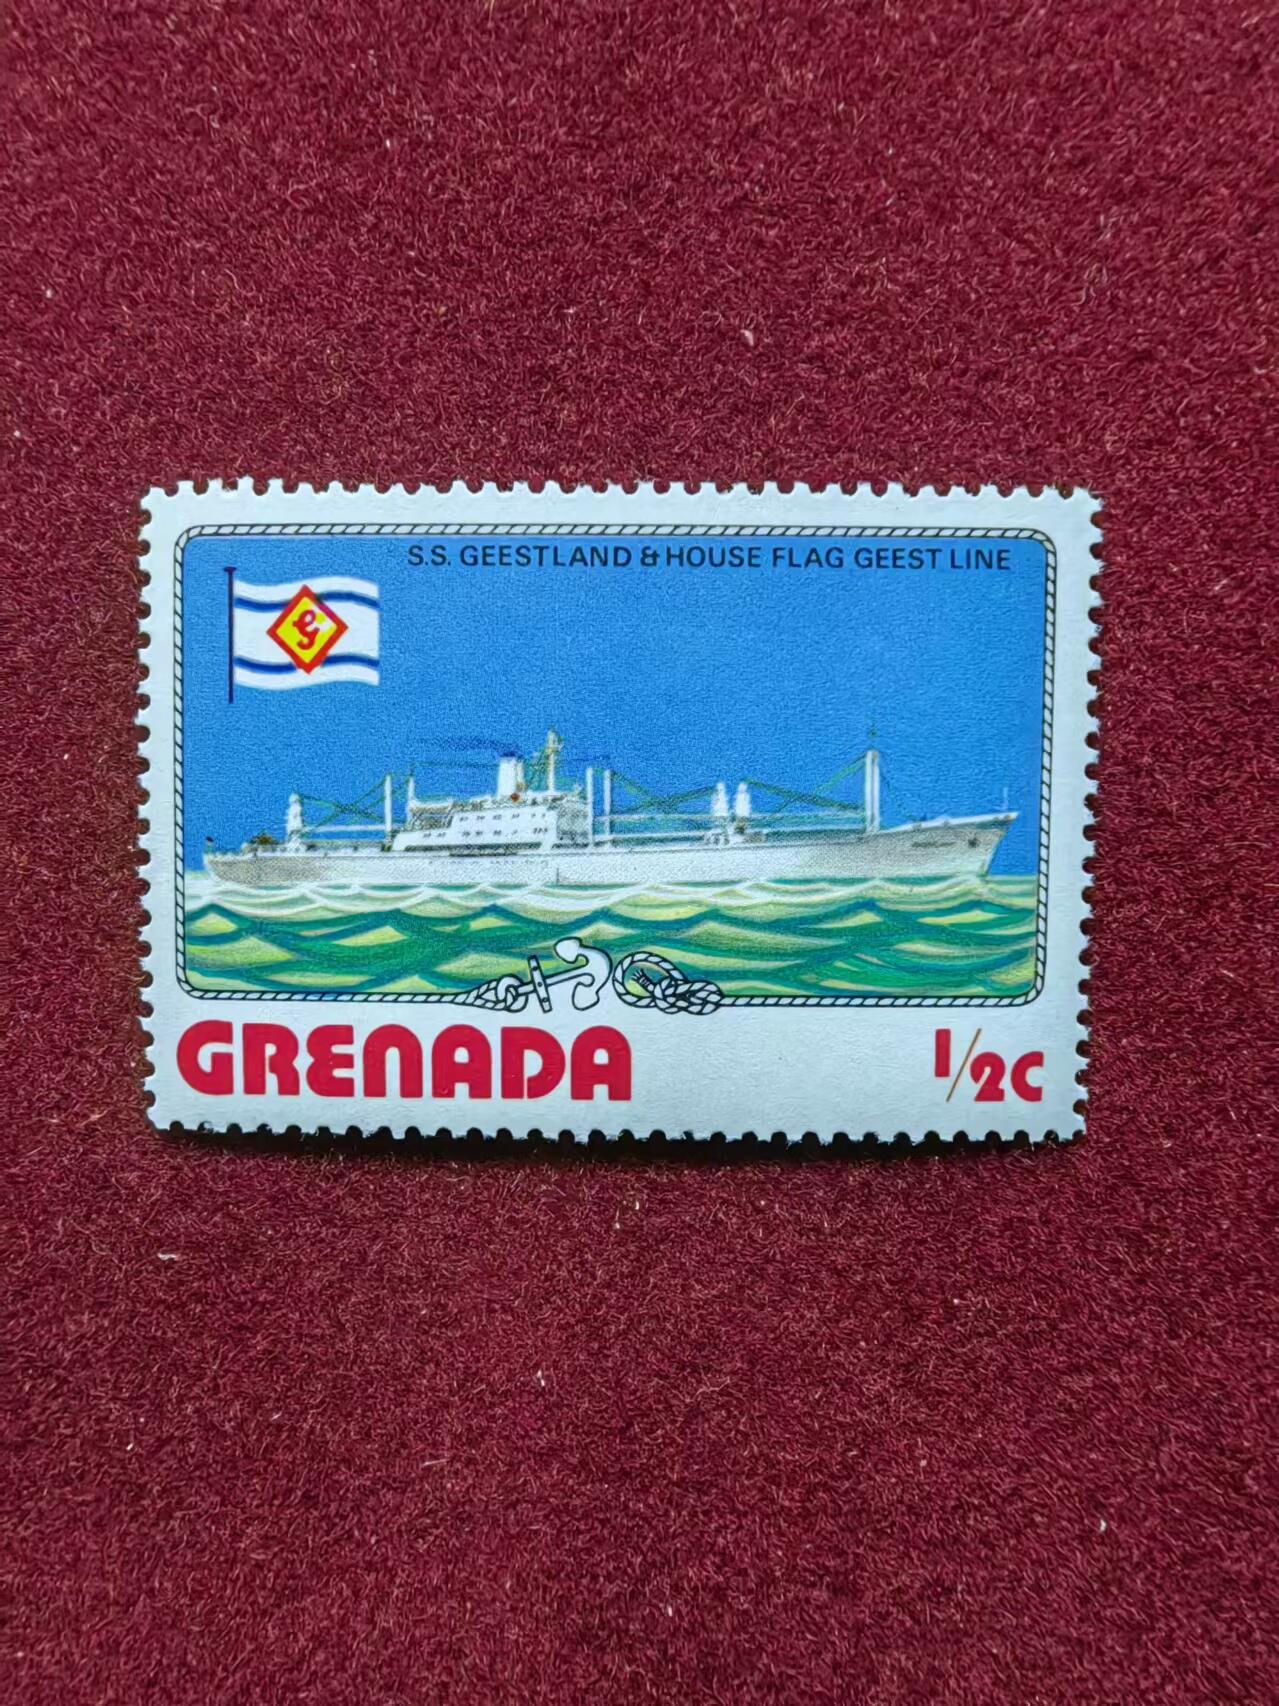 S.S. GEESTLAND & HOUSE FLAG GEEST LINE
G
GRENADA
1/2C